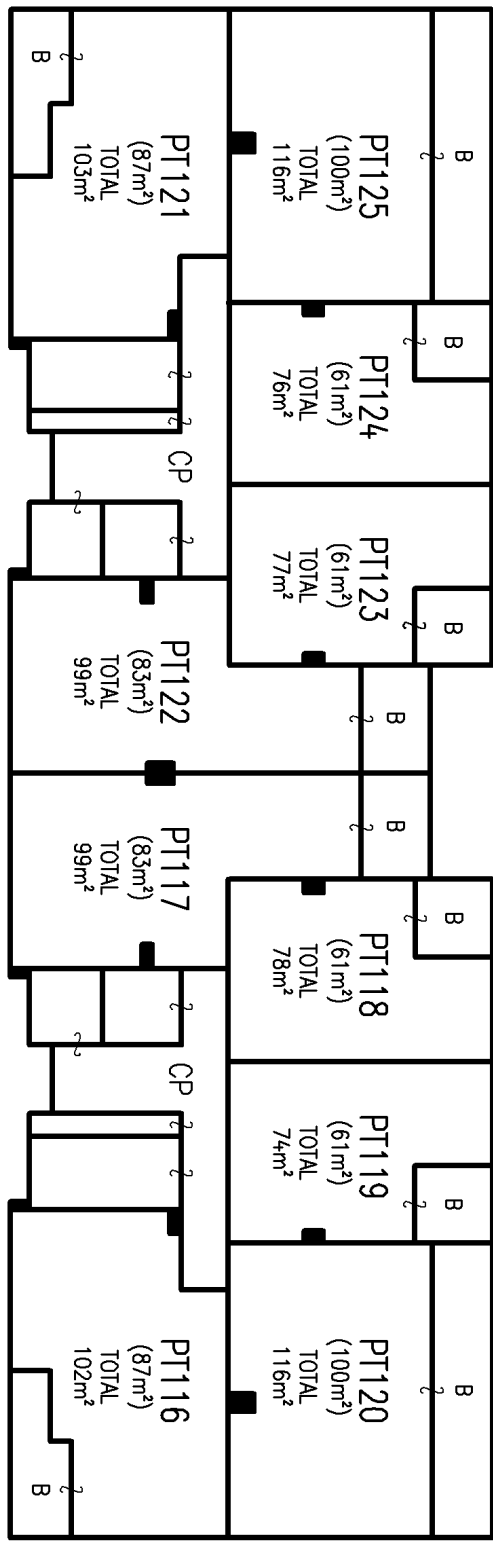 B
B
B
B
B
B
B
B
PT125
(100m²)
TOTAL
116m²
PT124
(61m²)
TOTAL
76m²
PT123
(61m²)
TOTAL
77m²
PT118
(61m²)
TOTAL
78m²
PT119
(61m²)
TOTAL
74m²
PT120
(100m²)
TOTAL
116m²
PT121
(87m²)
TOTAL
103m²
CP
PT122
(83m²)
TOTAL
99m²
PT117
(83m²)
TOTAL
99m²
CP
PT116
(87m²)
TOTAL
102m²
B
B